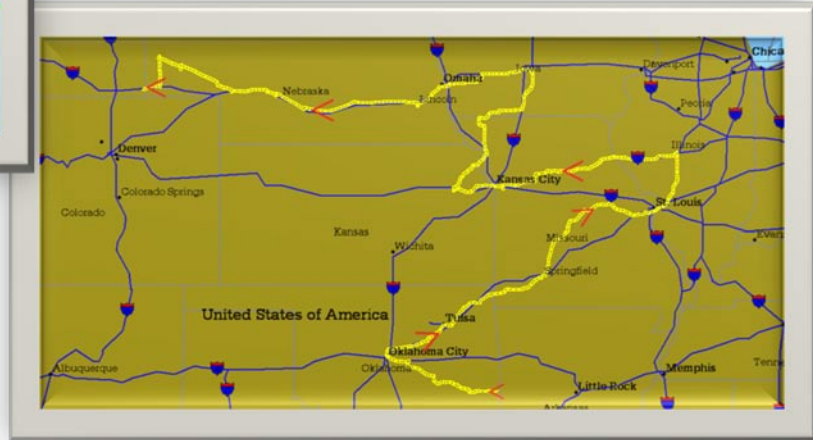 Chica
Iowa
Davenport
Omaha
Nebraska
Lincoln
Peoria
Denver
Illinois
Kansas City
Colorado Springs
St. Louis
Colorado
Kansas
Missouri
Evan
Wichita
Springfield
United States of America
Tulsa
Oklahoma City
Albuquerque
Oklahoma
Memphis
Tenne
Little Rock
Arkansas